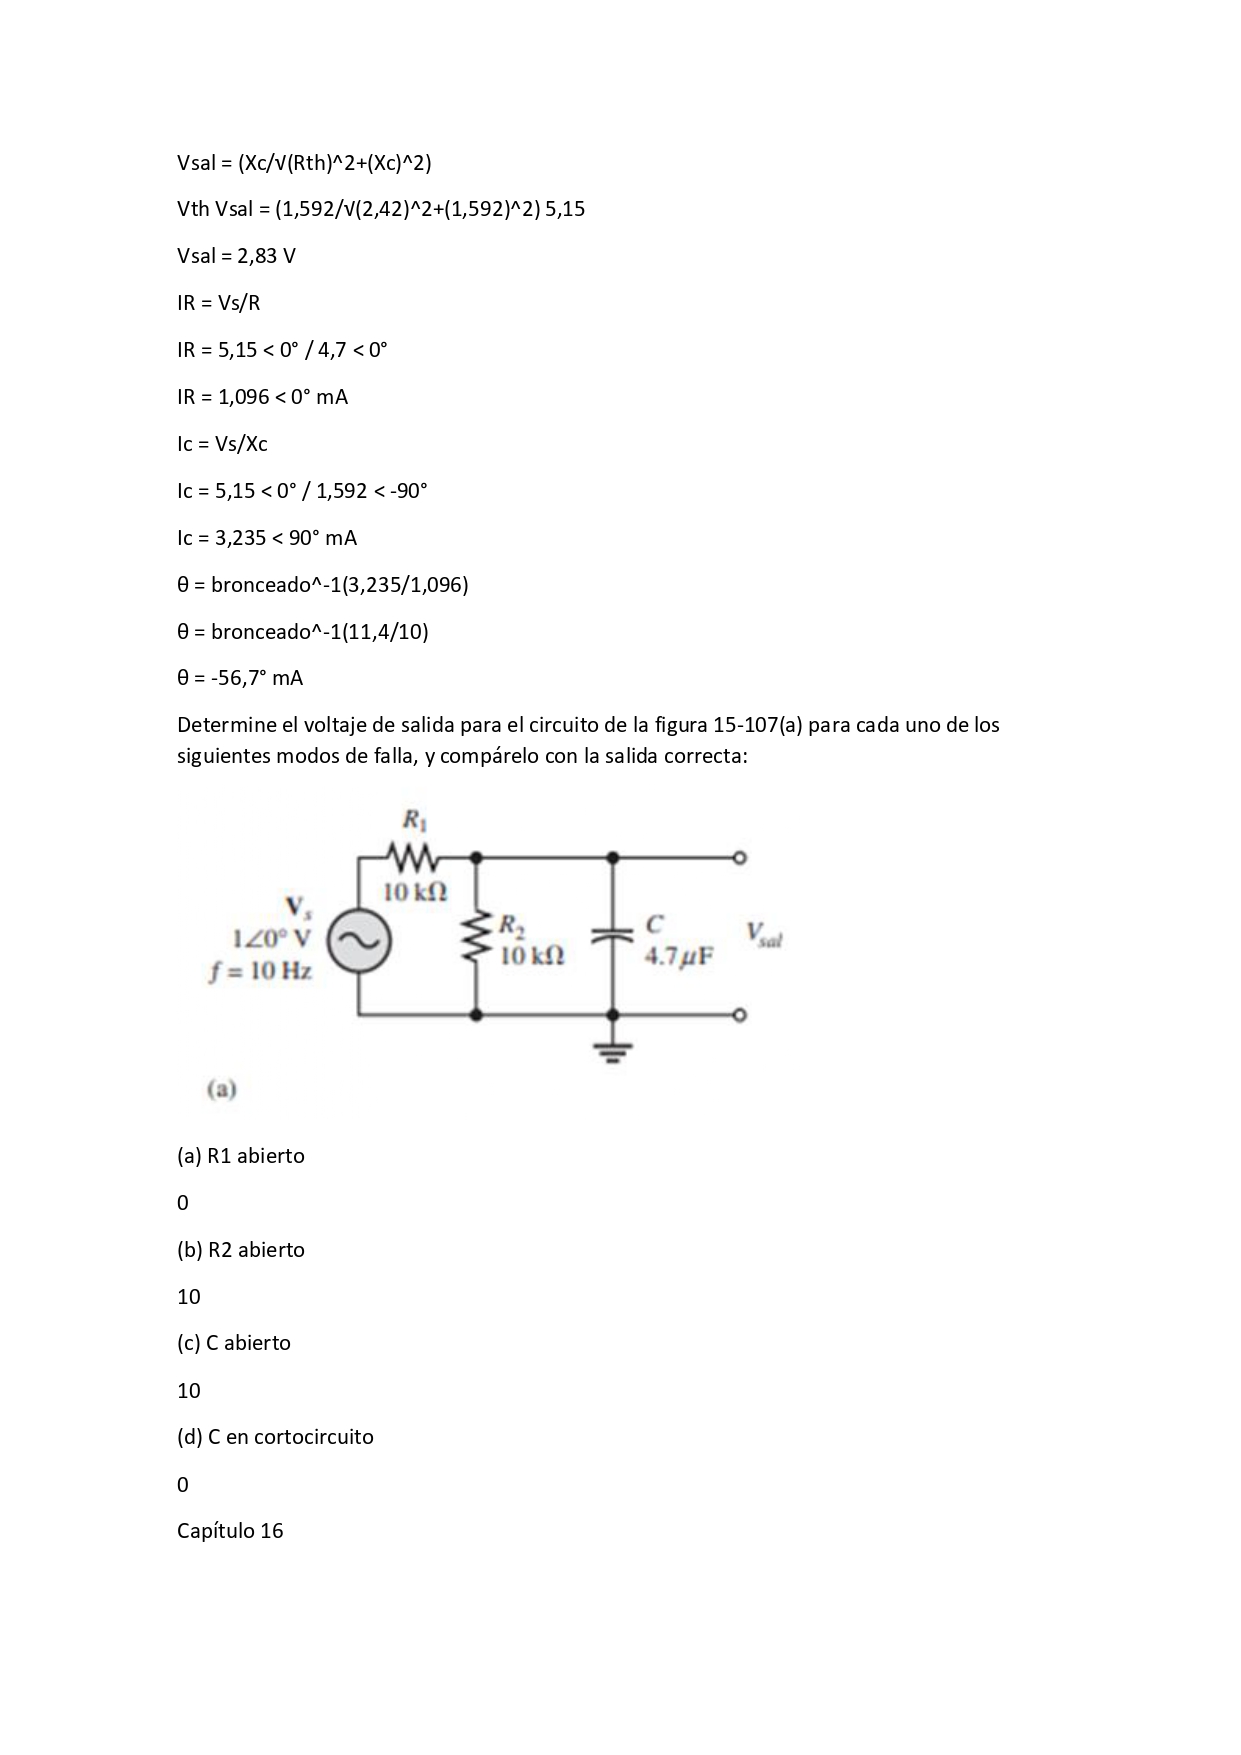 Vsal = (Xc/√(Rth)^2+(Xc)^2)
Vth Vsal = (1,592/√(2,42)^2+(1,592)^2) 5,15
Vsal = 2,83 V
IR = Vs/R
IR = 5,15 < 0° / 4,7 < 0°
IR = 1,096 < 0° mA
Ic = Vs/Xc
Ic = 5,15 < 0° / 1,592 < -90°
Ic = 3,235 < 90° mA
θ = bronceado^-1(3,235/1,096)
θ = bronceado^-1(11,4/10)
θ = -56,7° mA
Determine el voltaje de salida para el circuito de la figura 15-107(a) para cada uno de los
siguientes modos de falla, y compárelo con la salida correcta:
R1
10 kΩ
Vs
1∠0° V
f = 10 Hz
R2
10 kΩ
C
4.7 μF
Vsal
(a)
(a) R1 abierto
0
(b) R2 abierto
10
(c) C abierto
10
(d) C en cortocircuito
0
Capítulo 16